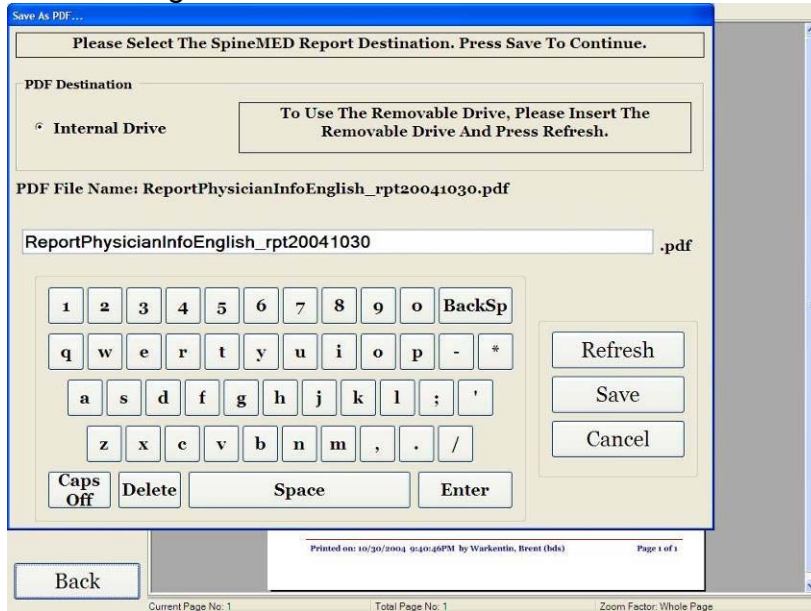 Save As PDF...
Please Select The SpineMED Report Destination. Press Save To Continue.
PDF Destination
Internal Drive
To Use The Removable Drive, Please Insert The
Removable Drive And Press Refresh.
PDF File Name: ReportPhysicianInfoEnglish_rpt20041030.pdf
ReportPhysicianInfoEnglish_rpt20041030 .pdf
1 2 3 4 5 6 7 8 9 0 BackSp
q w e r t y u i o p - *
a s d f g h j k l ; '
z x c v b n m , . /
Caps
Off Delete Space Enter
Refresh
Save
Cancel
Printed on: 10/30/2004 9:40:46PM by Warkentin, Brent (bds) Page 1 of 1
Back
Current Page No: 1 Total Page No: 1 Zoom Factor: Whole Page